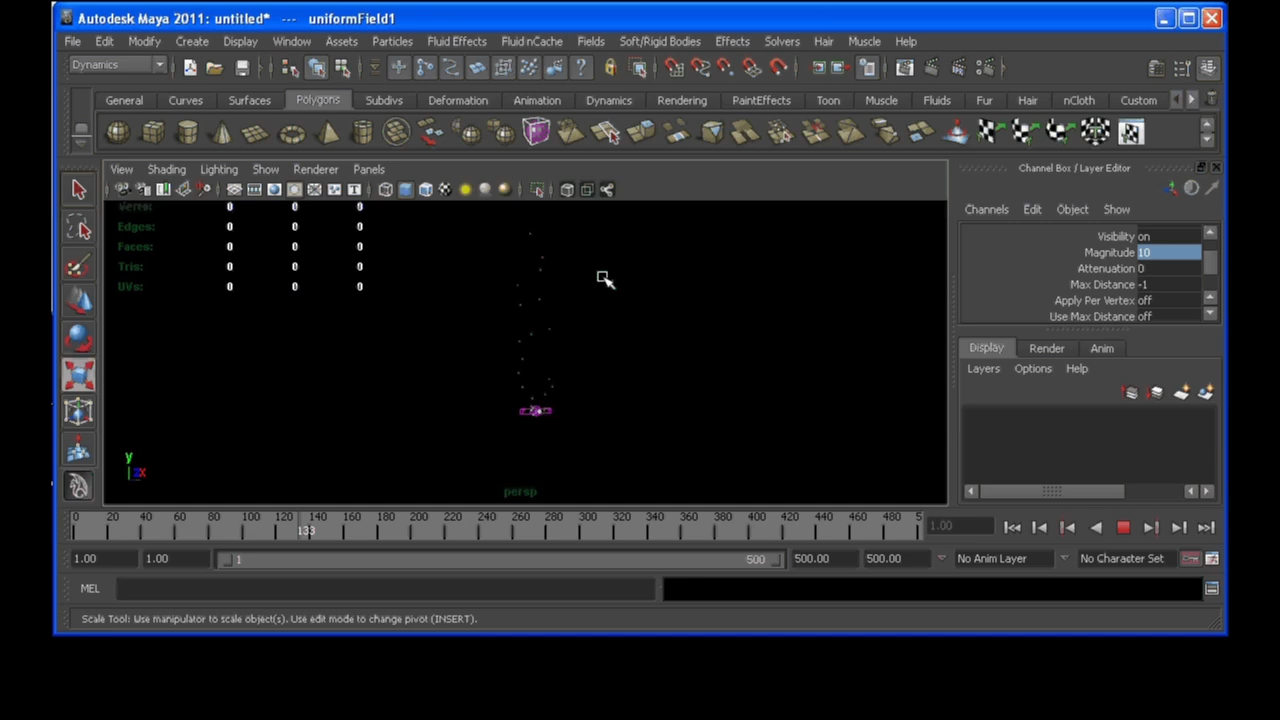 Autodesk Maya 2011: untitled* --- uniformField1
File Edit Modify Create Display Window Assets Particles Fluid Effects Fluid nCache Fields Soft/Rigid Bodies Effects Solvers Hair Muscle Help
Dynamics
General Curves Surfaces Polygons Subdivs Deformation Animation Dynamics Rendering PaintEffects Toon Muscle Fluids Fur Hair nCloth Custom
View Shading Lighting Show Renderer Panels
Verts: 0 0 0
Edges: 0 0 0
Faces: 0 0 0
Tris: 0 0 0
UVs: 0 0 0
y
zx
persp
Channel Box / Layer Editor
Channels Edit Object Show
Visibility on
Magnitude 10
Attenuation 0
Max Distance -1
Apply Per Vertex off
Use Max Distance off
Display Render Anim
Layers Options Help
0 20 40 60 80 100 120 140 160 180 200 220 240 260 280 300 320 340 360 380 400 420 440 460 480 5
133
1.00
1.00 1.00 1 500 500.00 500.00 No Anim Layer No Character Set
MEL
Scale Tool: Use manipulator to scale object(s). Use edit mode to change pivot (INSERT).